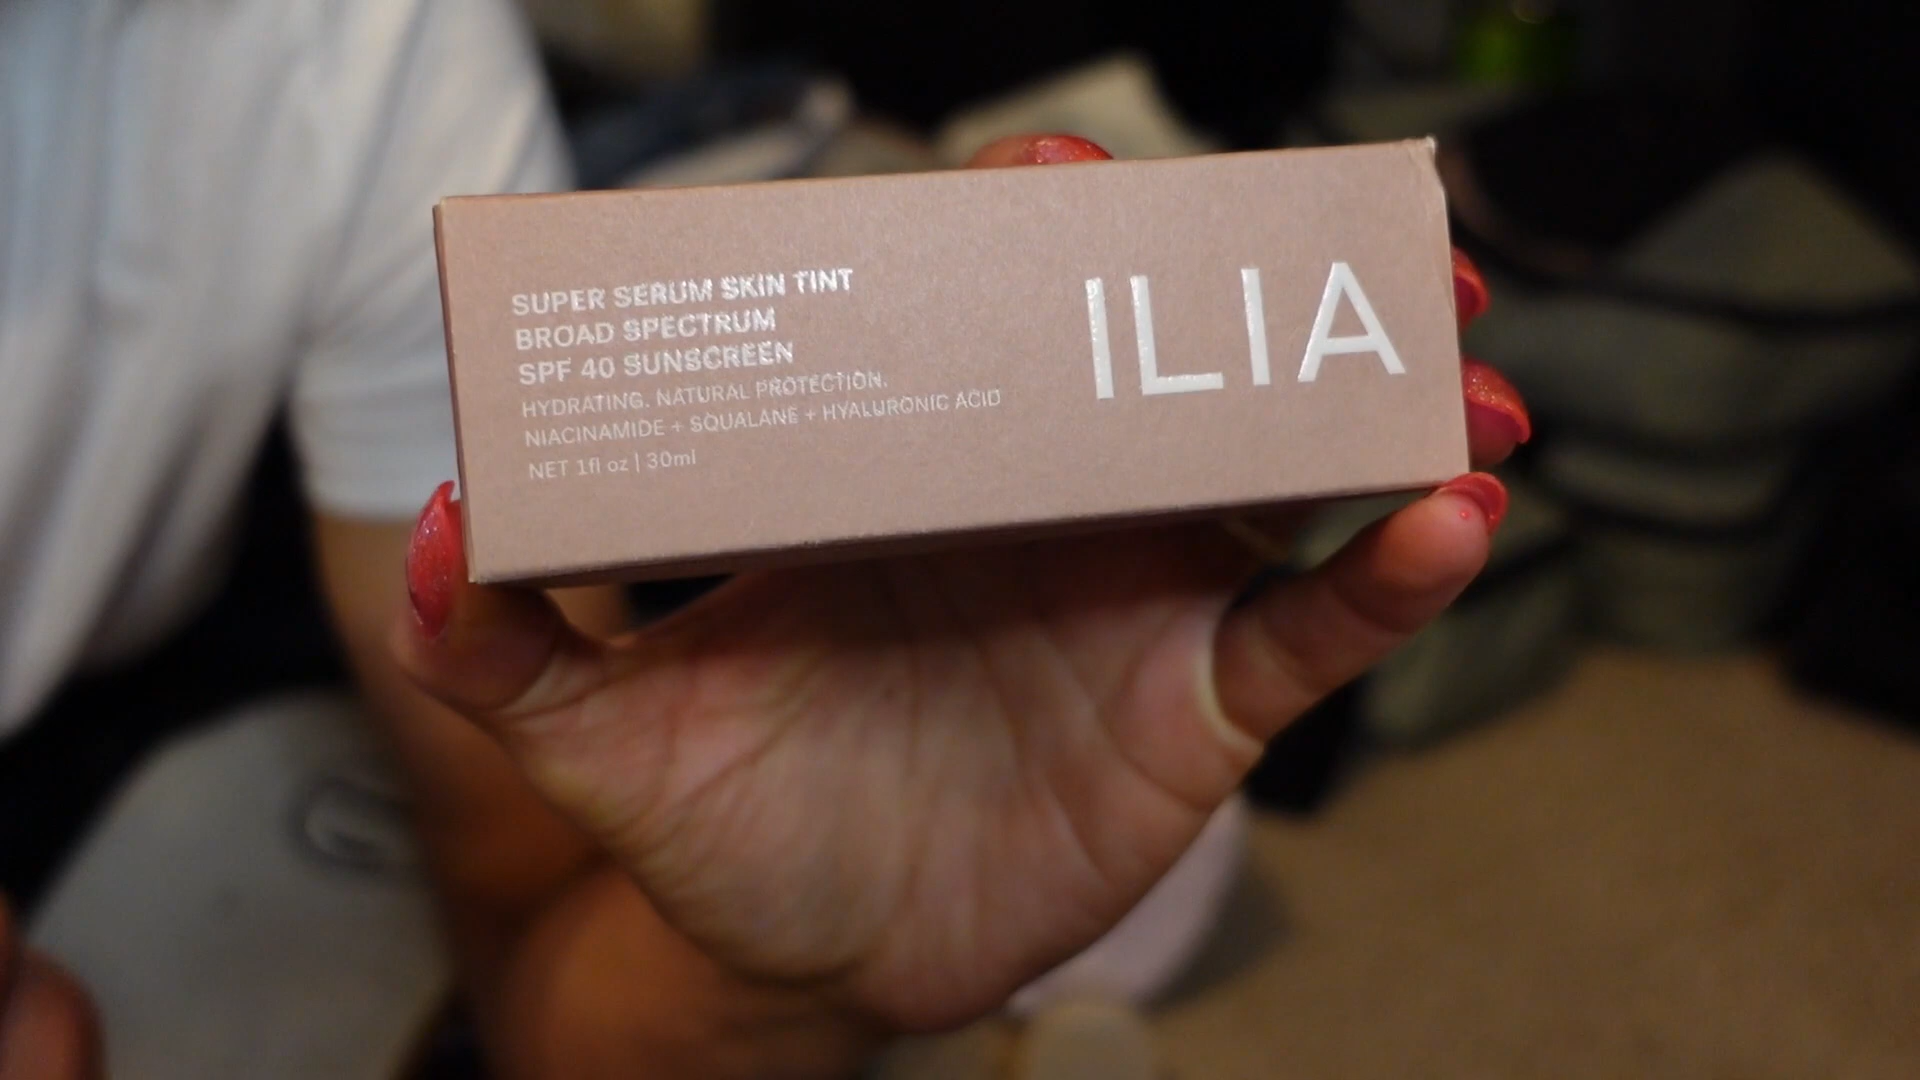 SUPER SERUM SKIN TINT
BROAD SPECTRUM
SPF 40 SUNSCREEN
HYDRATING. NATURAL PROTECTION.
NIACINAMIDE + SQUALANE + HYALURONIC ACID
NET 1fl oz | 30ml
ILIA